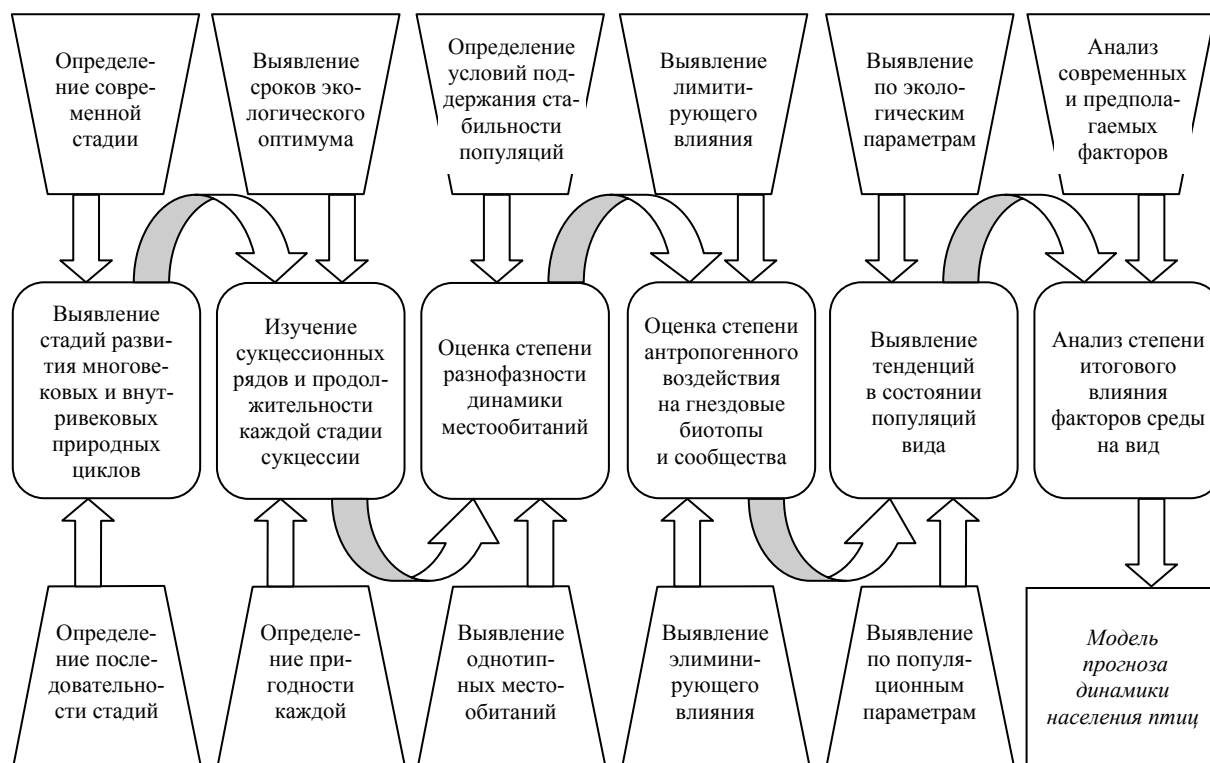 Определе-
ние совре-
менной
стадии
Выявление
сроков эко-
логического
оптимума
Определение
условий под-
держания ста-
бильности
популяций
Выявление
лимити-
рующего
влияния
Выявление
по эколо-
гическим
параметрам
Анализ
современных
и предпола-
гаемых
факторов
Выявление
стадий разви-
тия многове-
ковых и внут-
ривековых
природных
циклов
Изучение
сукцессионных
рядов и продол-
жительности
каждой стадии
сукцессии
Оценка степени
разнофазности
динамики
местообитаний
Оценка степени
антропогенного
воздействия
на гнездовые
биотопы
и сообщества
Выявление
тенденций
в состоянии
популяций
вида
Анализ степени
итогового
влияния
факторов среды
на вид
Определе-
ние после-
довательно-
сти стадий
Определе-
ние при-
годности
каждой
Выявление
однотип-
ных место-
обитаний
Выявление
элимини-
рующего
влияния
Выявление
по популя-
ционным
параметрам
Модель
прогноза
динамики
населения птиц